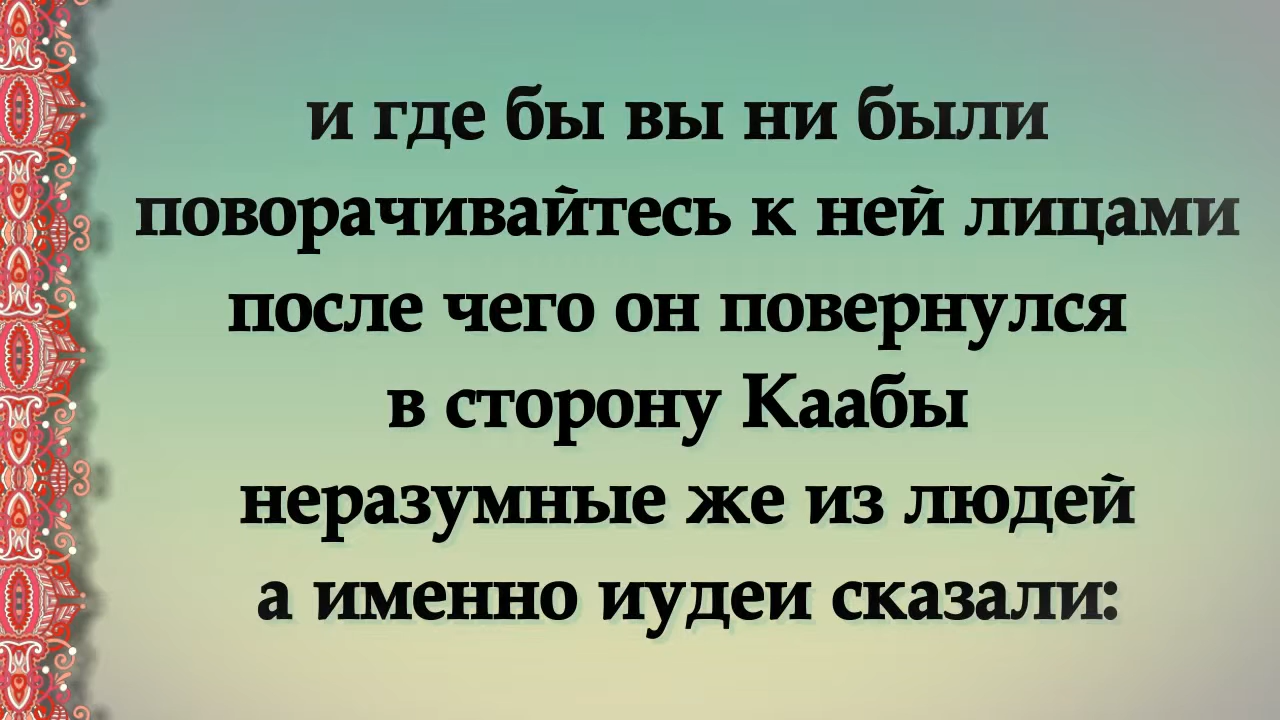 и где бы вы ни были
поворачивайтесь к ней лицами
после чего он повернулся
в сторону Каабы
неразумные же из людей
а именно иудеи сказали: